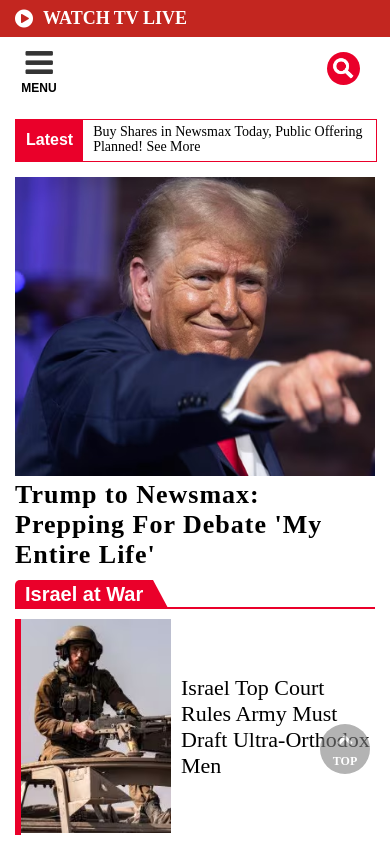 WATCH TV LIVE
MENU
Latest
Buy Shares in Newsmax Today, Public Offering
Planned! See More
Trump to Newsmax:
Prepping For Debate 'My
Entire Life'
Israel at War
Israel Top Court
Rules Army Must
Draft Ultra-Orthodox
Men
TOP